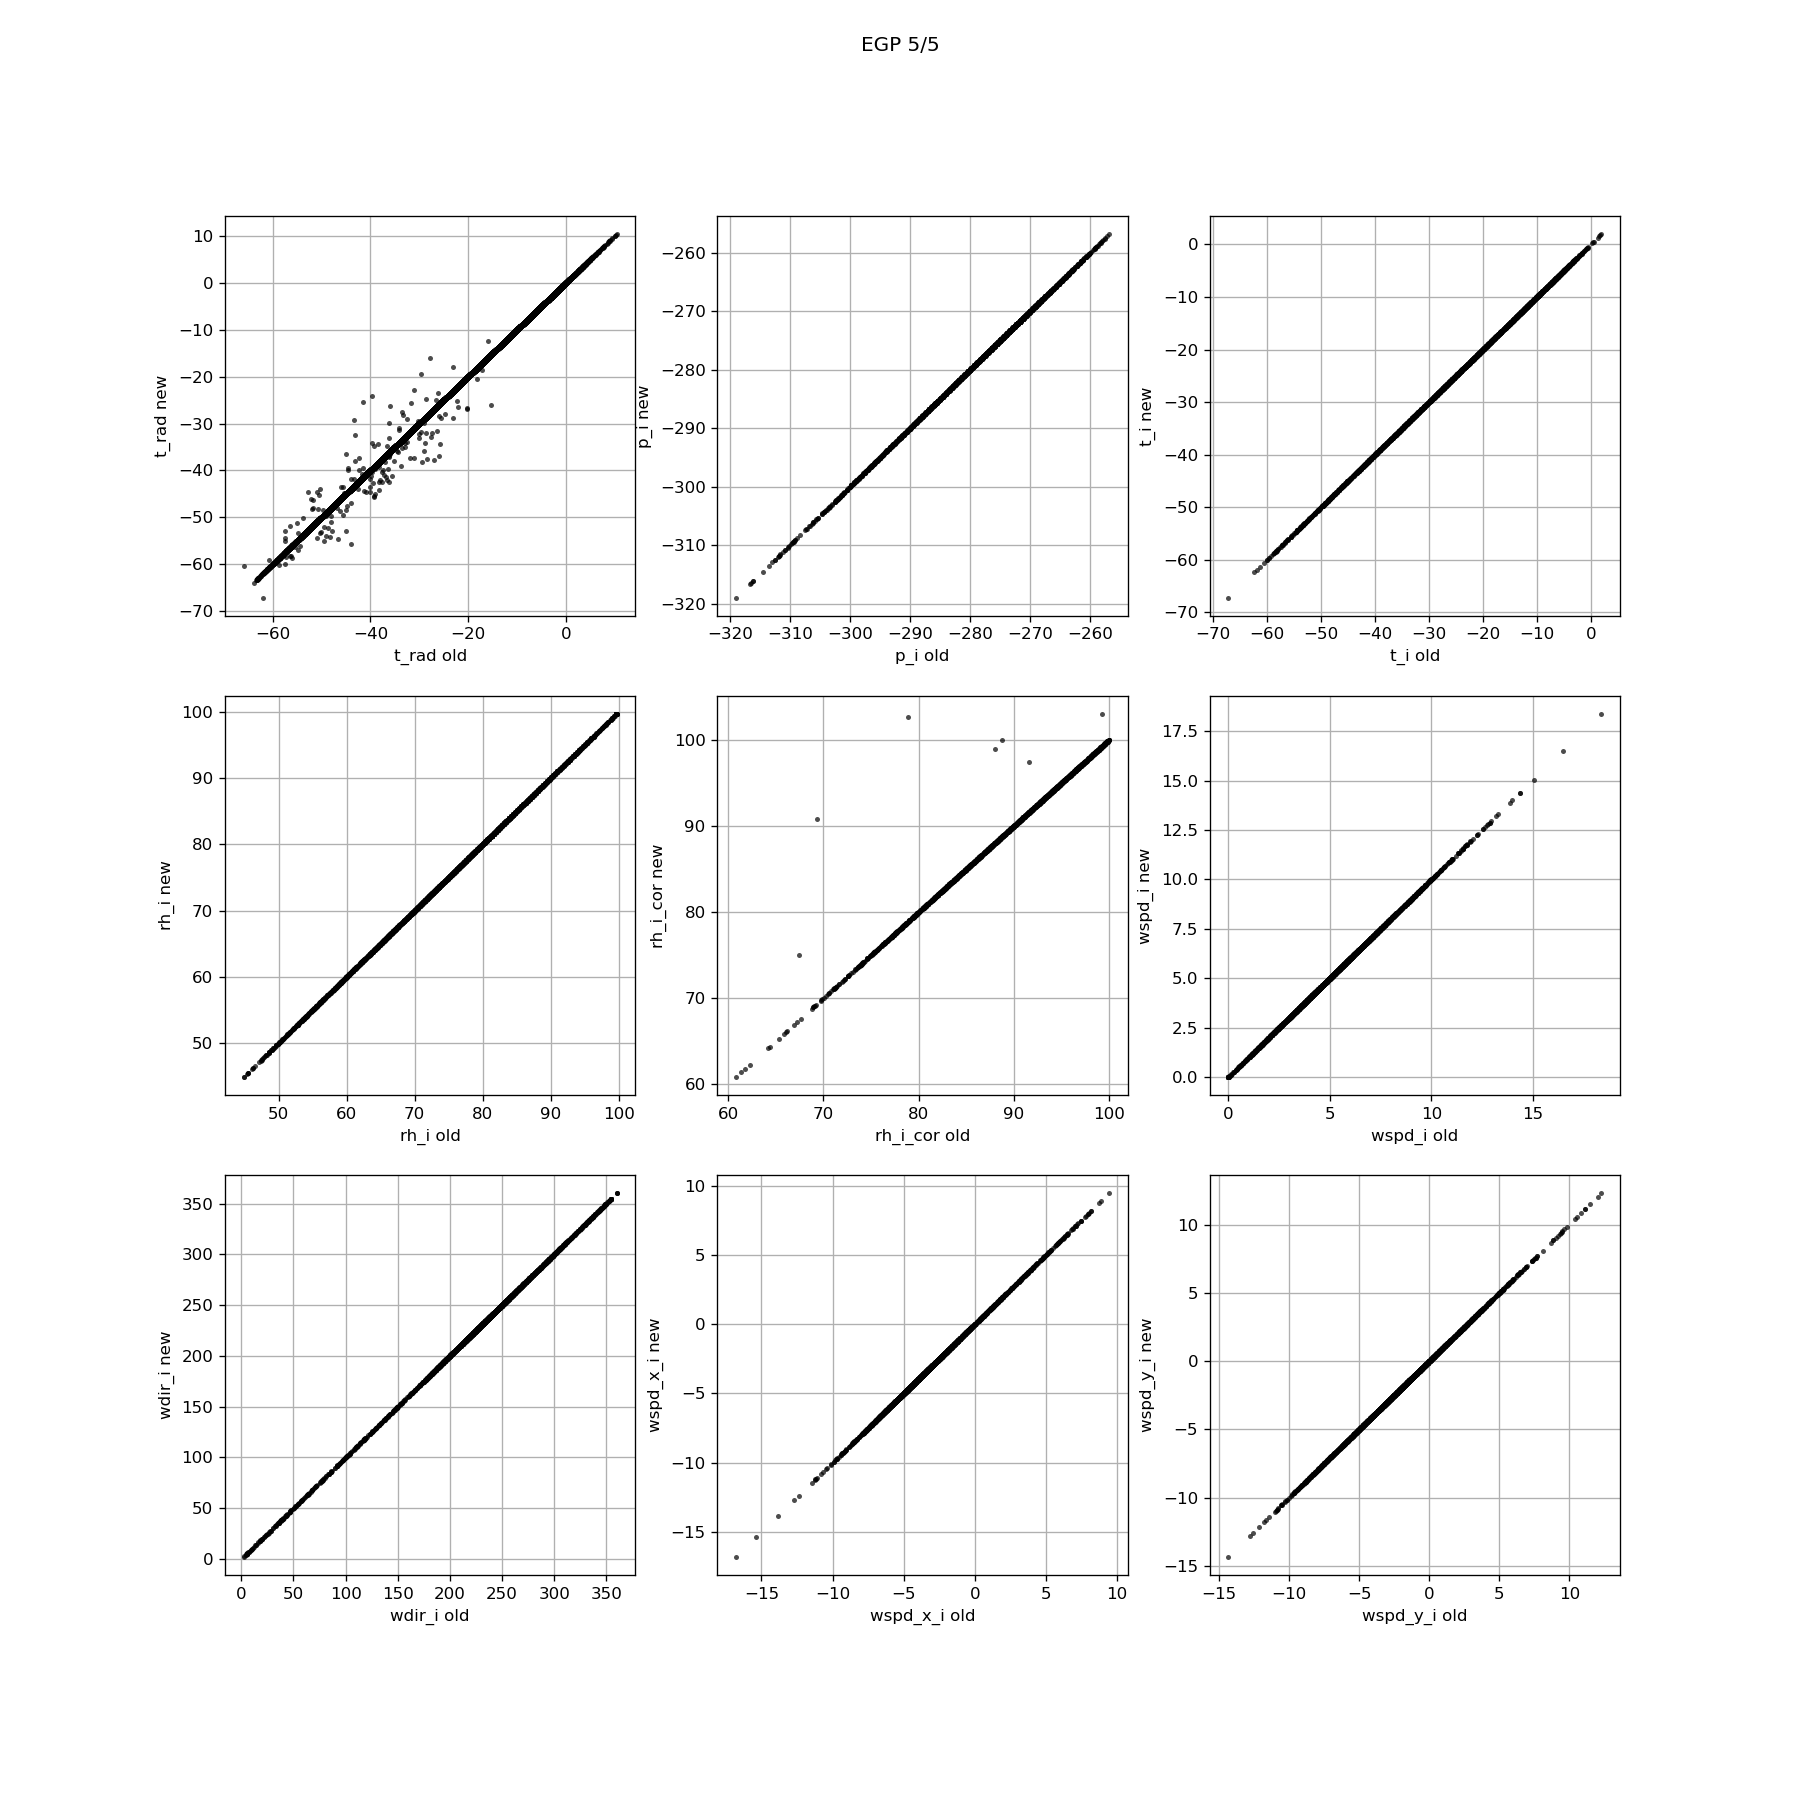 EGP 5/5
t_rad new
10
0
−10
−20
−30
−40
−50
−60
−70
−60 −40 −20 0
t_rad old
p_i new
−260
−270
−280
−290
−300
−310
−320
−320 −310 −300 −290 −280 −270 −260
p_i old
t_i new
0
−10
−20
−30
−40
−50
−60
−70
−70 −60 −50 −40 −30 −20 −10 0
t_i old
rh_i new
100
90
80
70
60
50
50 60 70 80 90 100
rh_i old
rh_i_cor new
100
90
80
70
60
60 70 80 90 100
rh_i_cor old
wspd_i new
17.5
15.0
12.5
10.0
7.5
5.0
2.5
0.0
0 5 10 15
wspd_i old
wdir_i new
350
300
250
200
150
100
50
0
0 50 100 150 200 250 300 350
wdir_i old
wspd_x_i new
10
5
0
−5
−10
−15
−15 −10 −5 0 5 10
wspd_x_i old
wspd_y_i new
10
5
0
−5
−10
−15
−15 −10 −5 0 5 10
wspd_y_i old